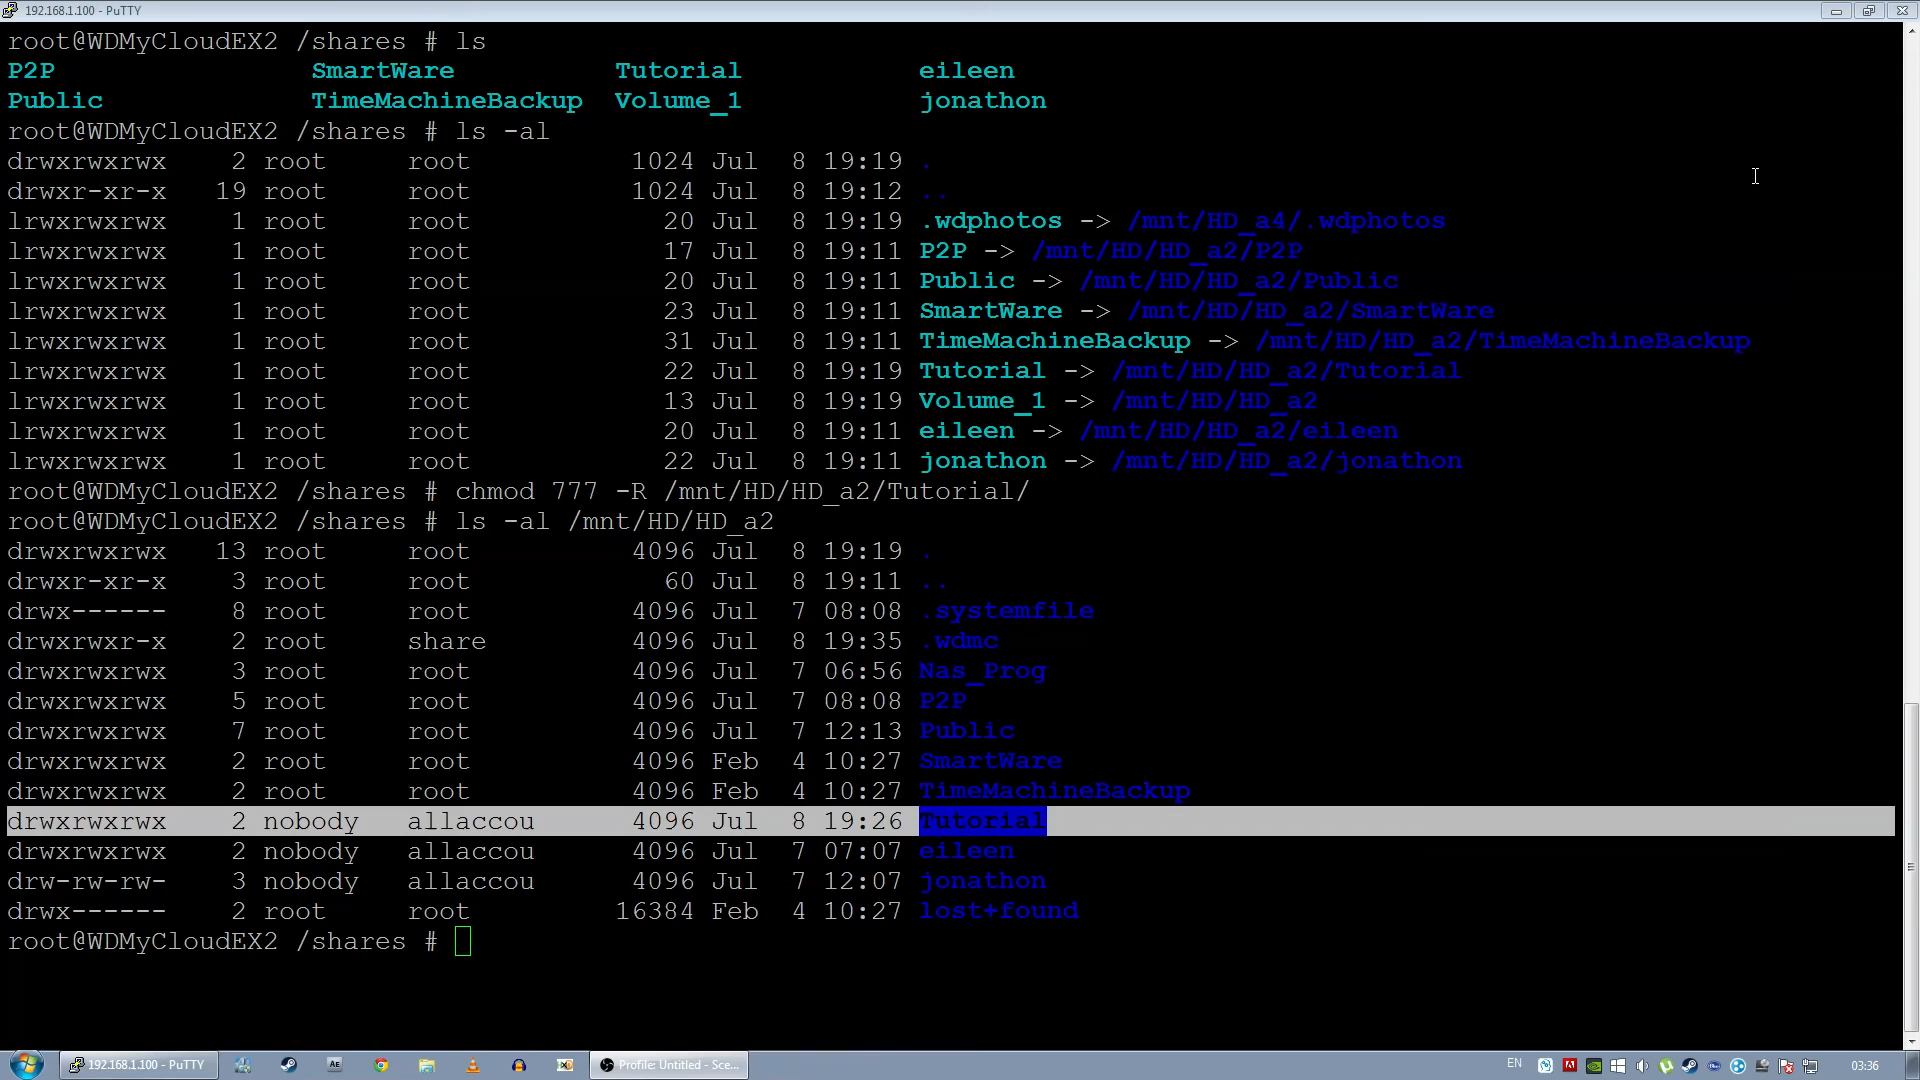 192.168.1.100 - PuTTY
root@WDMyCloudEX2 /shares # ls
P2P SmartWare Tutorial eileen
Public TimeMachineBackup Volume_1 jonathon
root@WDMyCloudEX2 /shares # ls -al
drwxrwxrwx 2 root root 1024 Jul 8 19:19 .
drwxr-xr-x 19 root root 1024 Jul 8 19:12 ..
lrwxrwxrwx 1 root root 20 Jul 8 19:19 .wdphotos -> /mnt/HD_a4/.wdphotos
lrwxrwxrwx 1 root root 17 Jul 8 19:11 P2P -> /mnt/HD/HD_a2/P2P
lrwxrwxrwx 1 root root 20 Jul 8 19:11 Public -> /mnt/HD/HD_a2/Public
lrwxrwxrwx 1 root root 23 Jul 8 19:11 SmartWare -> /mnt/HD/HD_a2/SmartWare
lrwxrwxrwx 1 root root 31 Jul 8 19:11 TimeMachineBackup -> /mnt/HD/HD_a2/TimeMachineBackup
lrwxrwxrwx 1 root root 22 Jul 8 19:19 Tutorial -> /mnt/HD/HD_a2/Tutorial
lrwxrwxrwx 1 root root 13 Jul 8 19:19 Volume_1 -> /mnt/HD/HD_a2
lrwxrwxrwx 1 root root 20 Jul 8 19:11 eileen -> /mnt/HD/HD_a2/eileen
lrwxrwxrwx 1 root root 22 Jul 8 19:11 jonathon -> /mnt/HD/HD_a2/jonathon
root@WDMyCloudEX2 /shares # chmod 777 -R /mnt/HD/HD_a2/Tutorial/
root@WDMyCloudEX2 /shares # ls -al /mnt/HD/HD_a2
drwxrwxrwx 13 root root 4096 Jul 8 19:19 .
drwxr-xr-x 3 root root 60 Jul 8 19:11 ..
drwx------ 8 root root 4096 Jul 7 08:08 .systemfile
drwxrwxr-x 2 root share 4096 Jul 8 19:35 .wdmc
drwxrwxrwx 3 root root 4096 Jul 7 06:56 Nas_Prog
drwxrwxrwx 5 root root 4096 Jul 7 08:08 P2P
drwxrwxrwx 7 root root 4096 Jul 7 12:13 Public
drwxrwxrwx 2 root root 4096 Feb 4 10:27 SmartWare
drwxrwxrwx 2 root root 4096 Feb 4 10:27 TimeMachineBackup
drwxrwxrwx 2 nobody allaccou 4096 Jul 8 19:26 Tutorial
drwxrwxrwx 2 nobody allaccou 4096 Jul 7 07:07 eileen
drw-rw-rw- 3 nobody allaccou 4096 Jul 7 12:07 jonathon
drwx------ 2 root root 16384 Feb 4 10:27 lost+found
root@WDMyCloudEX2 /shares #
192.168.1.100 - PuTTY AE Profile: Untitled - Sce... EN 03:36